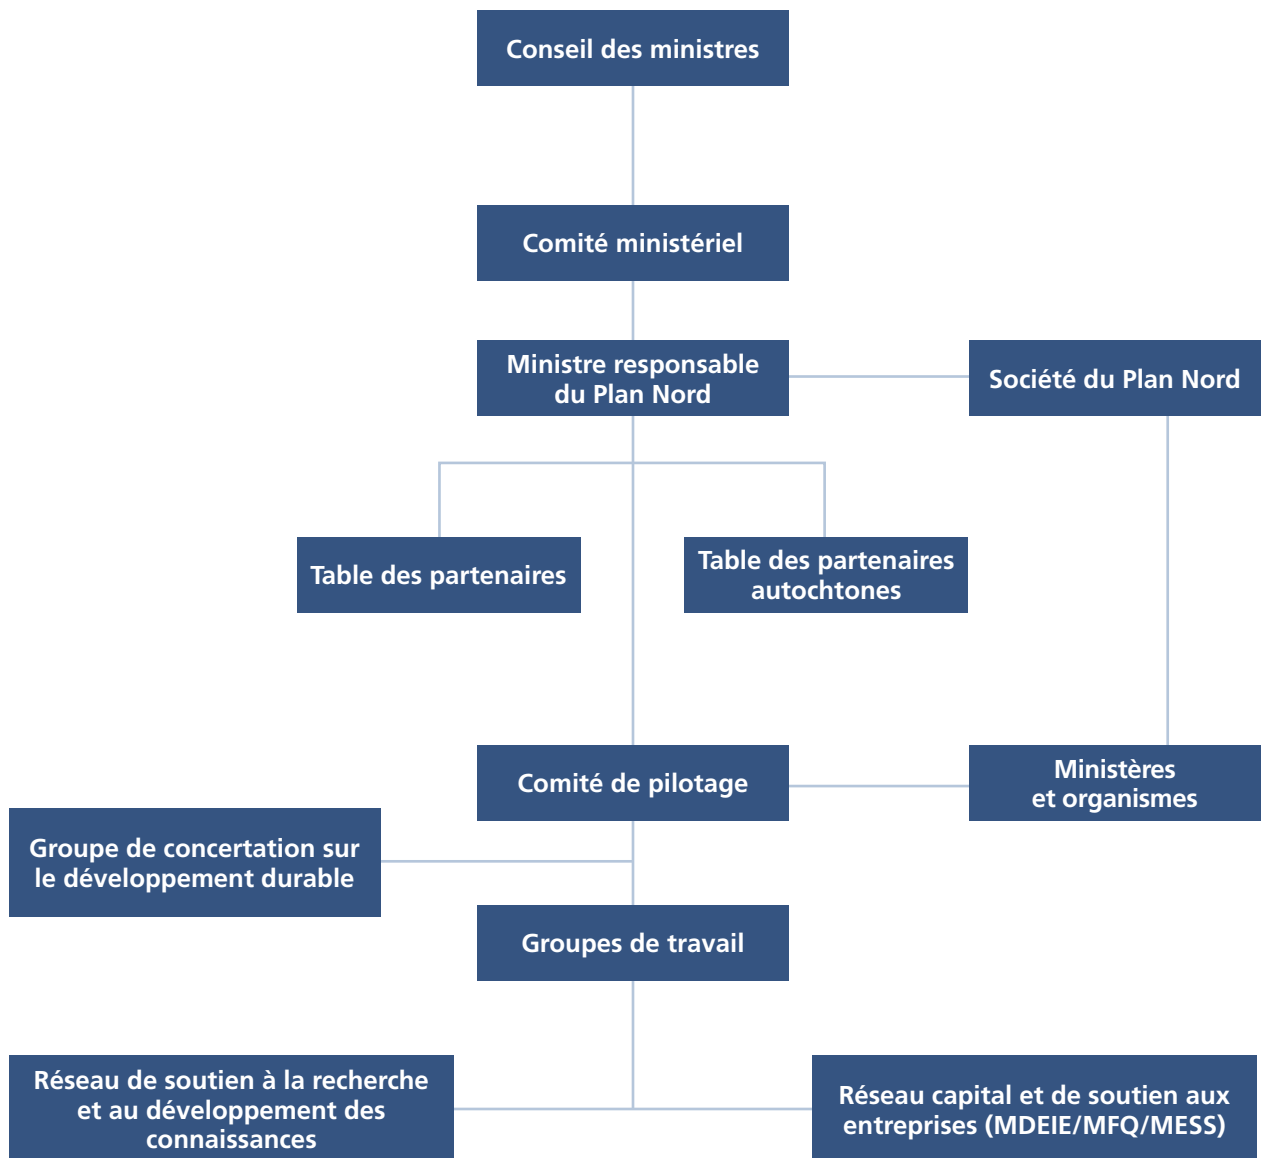 Conseil des ministres
Comité ministériel
Ministre responsable
du Plan Nord
Société du Plan Nord
Table des partenaires
Table des partenaires
autochtones
Comité de pilotage
Ministères
et organismes
Groupe de concertation sur
le développement durable
Groupes de travail
Réseau de soutien à la recherche
et au développement des
connaissances
Réseau capital et de soutien aux
entreprises (MDEIE/MFQ/MESS)